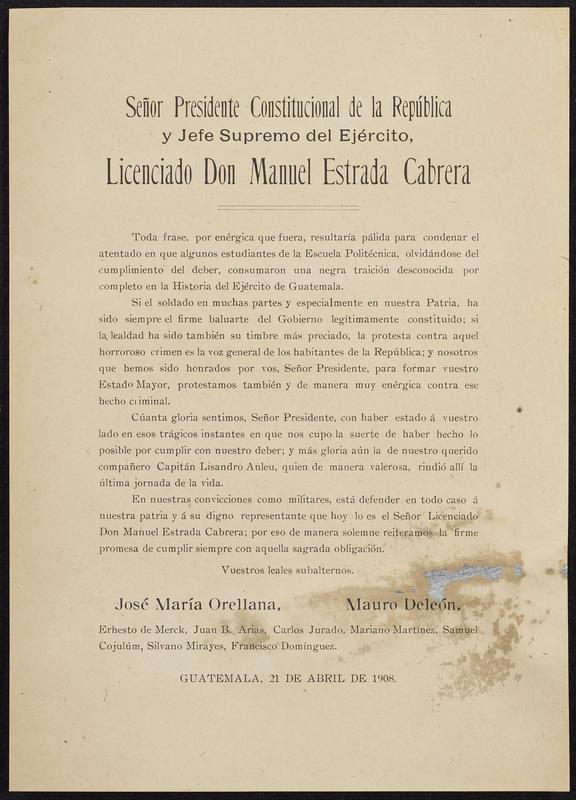 Señor Presidente Constitucional de la República
y Jefe Supremo del Ejército,
Licenciado Don Manuel Estrada Cabrera
Toda frase, por enérgica que fuera, resultaría pálida para condenar el
atentado en que algunos estudiantes de la Escuela Politécnica, olvidándose del
cumplimiento del deber, consumaron una negra traición desconocida por
completo en la Historia del Ejército de Guatemala.
Si el soldado en muchas partes y especialmente en nuestra Patria, ha
sido siempre el firme baluarte del Gobierno legítimamente constituido; si
la lealdad ha sido también su timbre más preciado, la protesta contra aquel
horroroso crimen es la voz general de los habitantes de la República; y nosotros
que hemos sido honrados por vos, Señor Presidente, para formar vuestro
Estado Mayor, protestamos también y de manera muy enérgica contra ese
hecho criminal.
Cúanta gloria sentimos, Señor Presidente, con haber estado á vuestro
lado en esos trágicos instantes en que nos cupo la suerte de haber hecho lo
posible por cumplir con nuestro deber; y más gloria aún la de nuestro querido
compañero Capitán Lisandro Anleu, quien de manera valerosa, rindió allí la
última jornada de la vida.
En nuestras convicciones como militares, está defender en todo caso á
nuestra patria y á su digno representante que hoy lo es el Señor Licenciado
Don Manuel Estrada Cabrera; por eso de manera solemne reiteramos la firme
promesa de cumplir siempre con aquella sagrada obligación.
Vuestros leales subalternos.
José María Orellana, Mauro Deleón,
Erhesto de Merck, Juan B. Arias, Carlos Jurado, Mariano Martínez, Samuel
Cojulúm, Silvano Mirayes, Francisco Domínguez.
GUATEMALA, 21 DE ABRIL DE 1908.